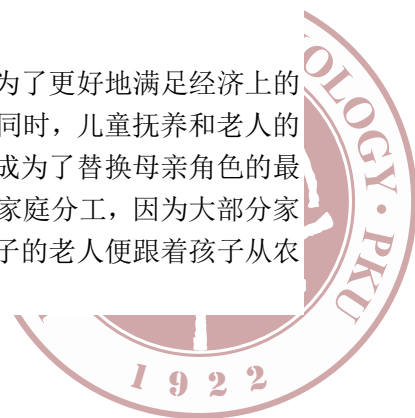 为了更好地满足经济上的
同时，儿童抚养和老人的
成为了替换母亲角色的最
家庭分工，因为大部分家
子的老人便跟着孩子从农
OLOGY · PKU
1922